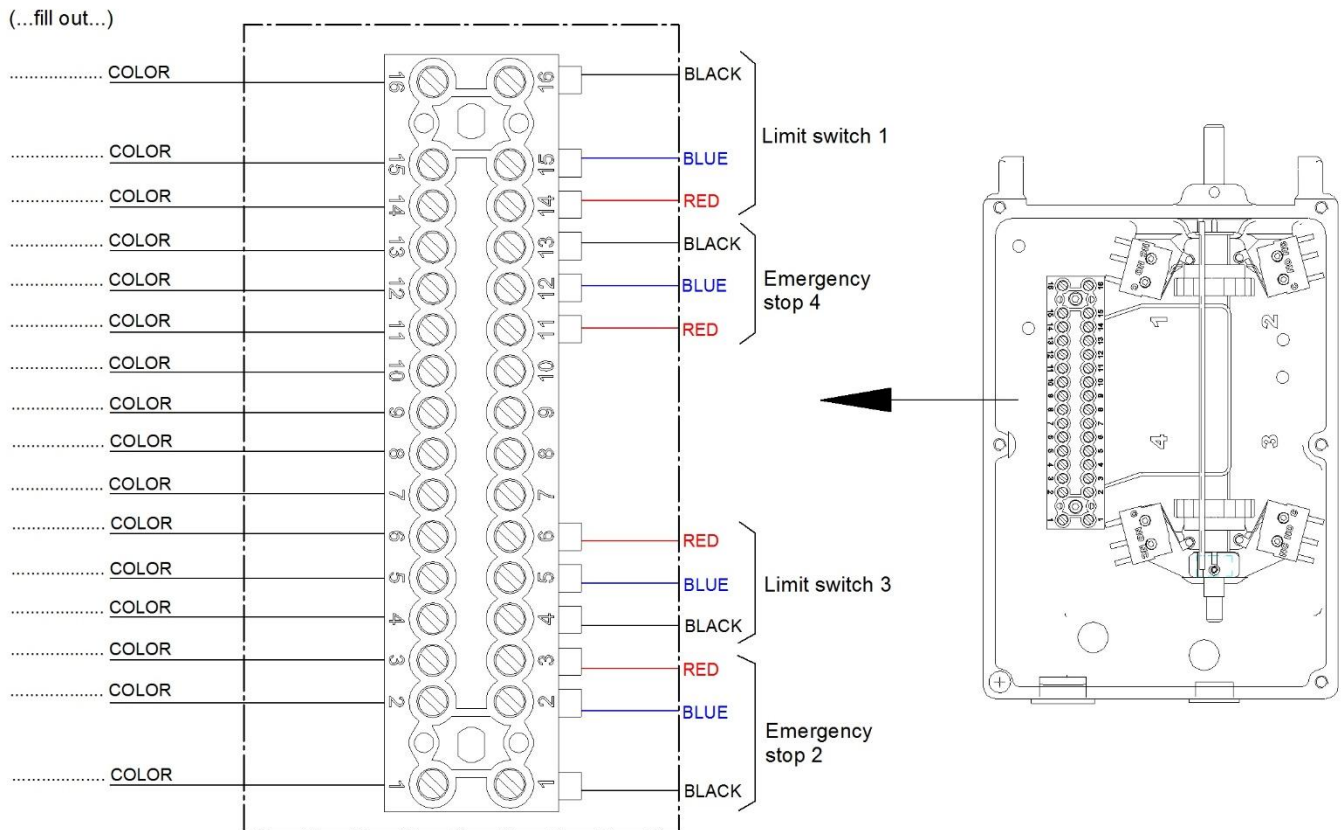 (...fill out...)
.................. COLOR 16 16 BLACK
Limit switch 1
.................. COLOR 15 15 BLUE
.................. COLOR 14 14 RED
.................. COLOR 13 13 BLACK
Emergency
stop 4
.................. COLOR 12 12 BLUE
.................. COLOR 11 11 RED
.................. COLOR 10 10
.................. COLOR 9 9
.................. COLOR 8 8
.................. COLOR 7 7
.................. COLOR 6 6 RED
.................. COLOR 5 5 BLUE
Limit switch 3
.................. COLOR 4 4 BLACK
.................. COLOR 3 3 RED
.................. COLOR 2 2 BLUE
Emergency
stop 2
.................. COLOR 1 1 BLACK
1 2
4 3